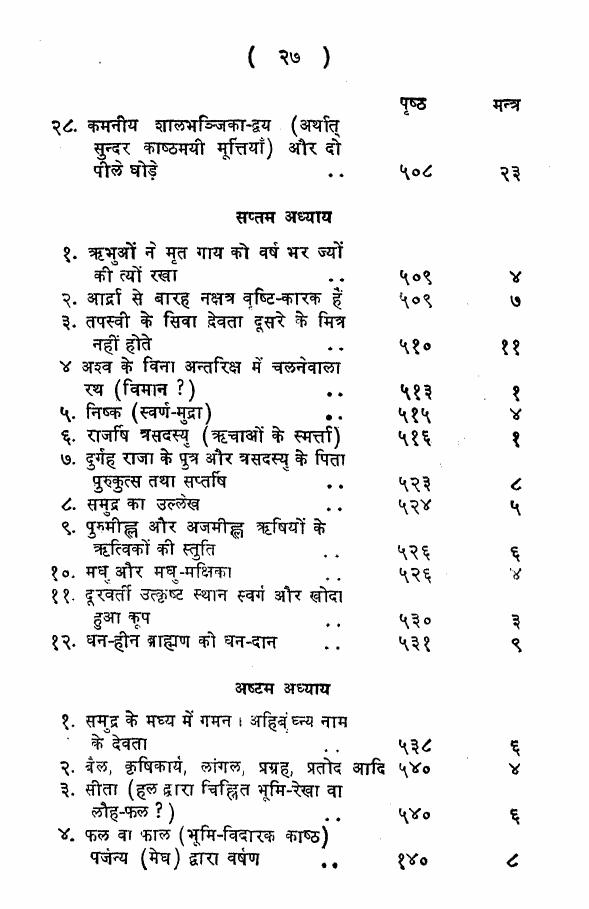 ( २७ )
पृष्ठ मन्त्र
२८. कमनीय शालभञ्जिका-द्वय (अर्थात्
सुन्दर काष्ठमयी मूर्त्तियाँ) और दो
पीले घोड़े .. ५०८ २३
सप्तम अध्याय
१. ऋभुओं ने मृत गाय को वर्ष भर ज्यों
की त्यों रखा .. ५०९ ४
२. आर्द्रा से बारह नक्षत्र वृष्टि-कारक हैं ५०९ ७
३. तपस्वी के सिवा देवता दूसरे के मित्र
नहीं होते .. ५१० ११
४ अश्व के विना अन्तरिक्ष में चलनेवाला
रथ (विमान ?) .. ५१३ १
५. निष्क (स्वर्ण-मुद्रा) .. ५१५ ४
६. राजर्षि त्रसदस्यु (ऋचाओं के स्मर्त्ता) ५१६ १
७. दुर्गह राजा के पुत्र और त्रसदस्यु के पिता
पुरुकुत्स तथा सप्तर्षि .. ५२३ ८
८. समुद्र का उल्लेख .. ५२४ ५
९. पुरुमीह्ल और अजमीह्ल ऋषियों के
ऋत्विकों की स्तुति .. ५२६ ६
१०. मधु और मधु-मक्षिका .. ५२६ ४
११. दूरवर्ती उत्कृष्ट स्थान स्वर्ग और खोदा
हुआ कूप .. ५३० ३
१२. धन-हीन ब्राह्मण को धन-दान .. ५३१ ९
अष्टम अध्याय
१. समुद्र के मध्य में गमन। अहिर्बुध्न्य नाम
के देवता .. ५३८ ६
२. बैल, कृषिकार्य, लांगल, प्रग्रह, प्रतोद आदि ५४० ४
३. सीता (हल द्वारा चिह्नित भूमि-रेखा वा
लौह-फल ?) .. ५४० ६
४. फल वा फाल (भूमि-विदारक काष्ठ)
पर्जन्य (मेघ) द्वारा वर्षण .. १४० ८